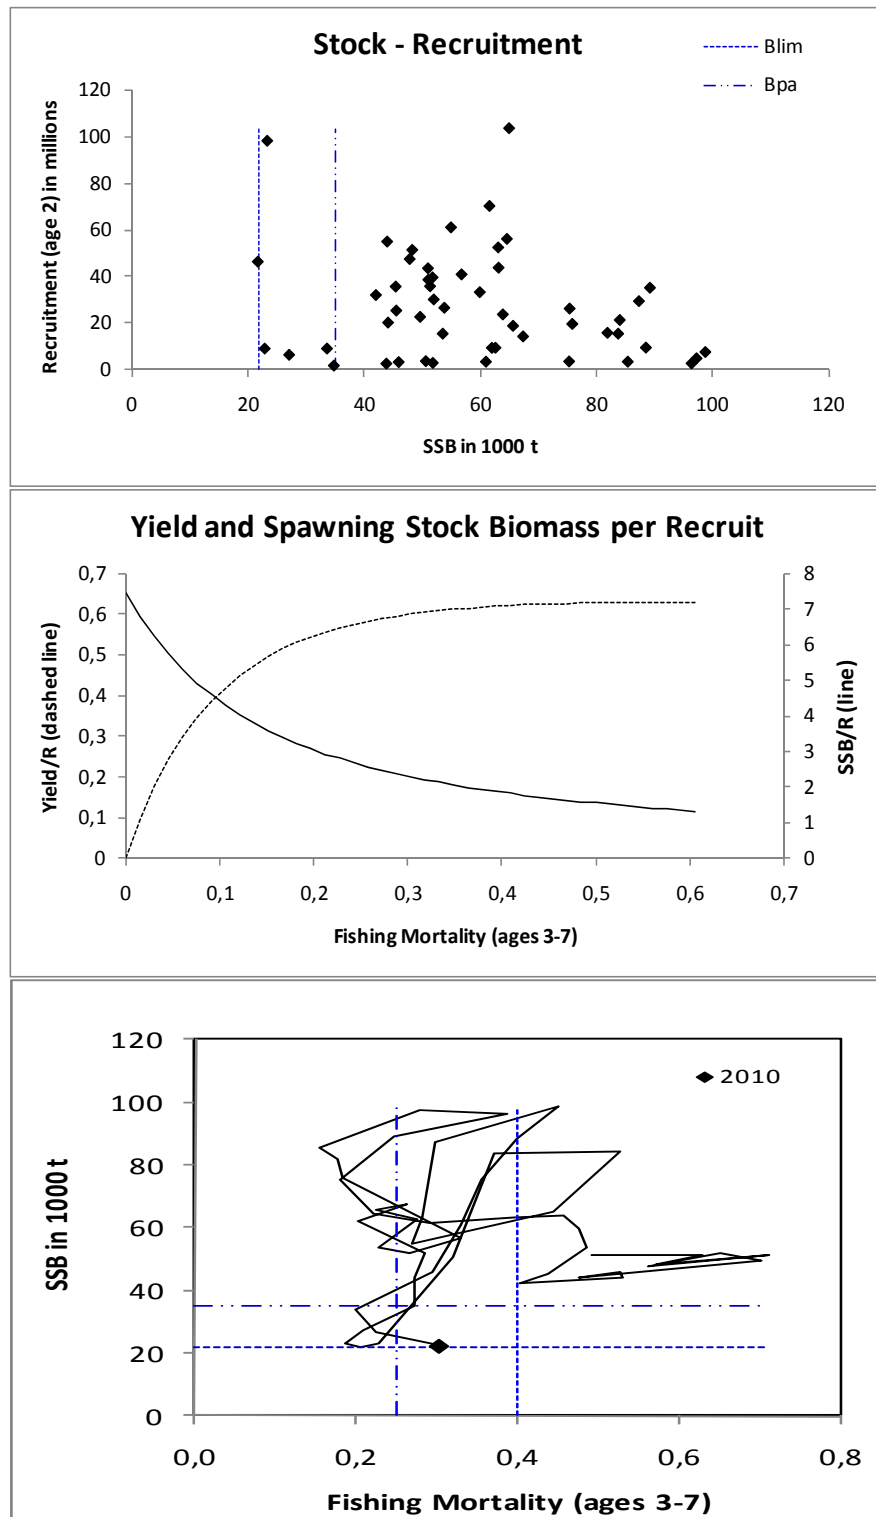 Stock - Recruitment
Blim
Bpa
Recruitment (age 2) in millions
120
100
80
60
40
20
0
0 20 40 60 80 100 120
SSB in 1000 t
Yield and Spawning Stock Biomass per Recruit
Yield/R (dashed line)
0,7
0,6
0,5
0,4
0,3
0,2
0,1
0
8
7
6
5
4
3
2
1
0
SSB/R (line)
0 0,1 0,2 0,3 0,4 0,5 0,6 0,7
Fishing Mortality (ages 3-7)
SSB in 1000 t
120
100
80
60
40
20
0
2010
0,0 0,2 0,4 0,6 0,8
Fishing Mortality (ages 3-7)